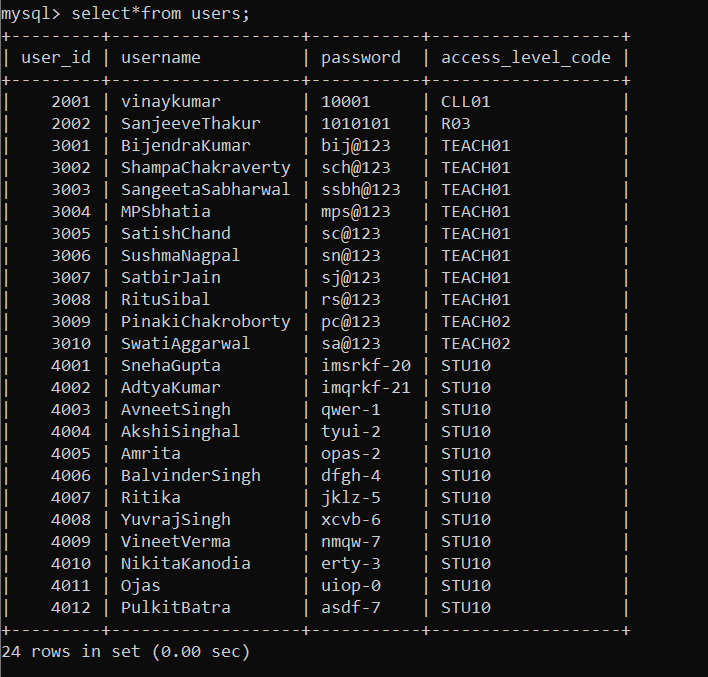 mysql> select*from users;
+---------+-------------------+-----------+-------------------+
| user_id | username          | password  | access_level_code |
+---------+-------------------+-----------+-------------------+
|    2001 | vinaykumar        | 10001     | CLL01             |
|    2002 | SanjeeveThakur    | 1010101   | R03               |
|    3001 | BijendraKumar     | bij@123   | TEACH01           |
|    3002 | ShampaChakraverty | sch@123   | TEACH01           |
|    3003 | SangeetaSabharwal | ssbh@123  | TEACH01           |
|    3004 | MPSbhatia         | mps@123   | TEACH01           |
|    3005 | SatishChand       | sc@123    | TEACH01           |
|    3006 | SushmaNagpal      | sn@123    | TEACH01           |
|    3007 | SatbirJain        | sj@123    | TEACH01           |
|    3008 | RituSibal         | rs@123    | TEACH01           |
|    3009 | PinakiChakroborty | pc@123    | TEACH02           |
|    3010 | SwatiAggarwal     | sa@123    | TEACH02           |
|    4001 | SnehaGupta        | imsrkf-20 | STU10             |
|    4002 | AdtyaKumar        | imqrkf-21 | STU10             |
|    4003 | AvneetSingh       | qwer-1    | STU10             |
|    4004 | AkshiSinghal      | tyui-2    | STU10             |
|    4005 | Amrita            | opas-2    | STU10             |
|    4006 | BalvinderSingh    | dfgh-4    | STU10             |
|    4007 | Ritika            | jklz-5    | STU10             |
|    4008 | YuvrajSingh       | xcvb-6    | STU10             |
|    4009 | VineetVerma       | nmqw-7    | STU10             |
|    4010 | NikitaKanodia     | erty-3    | STU10             |
|    4011 | Ojas              | uiop-0    | STU10             |
|    4012 | PulkitBatra       | asdf-7    | STU10             |
+---------+-------------------+-----------+-------------------+
24 rows in set (0.00 sec)